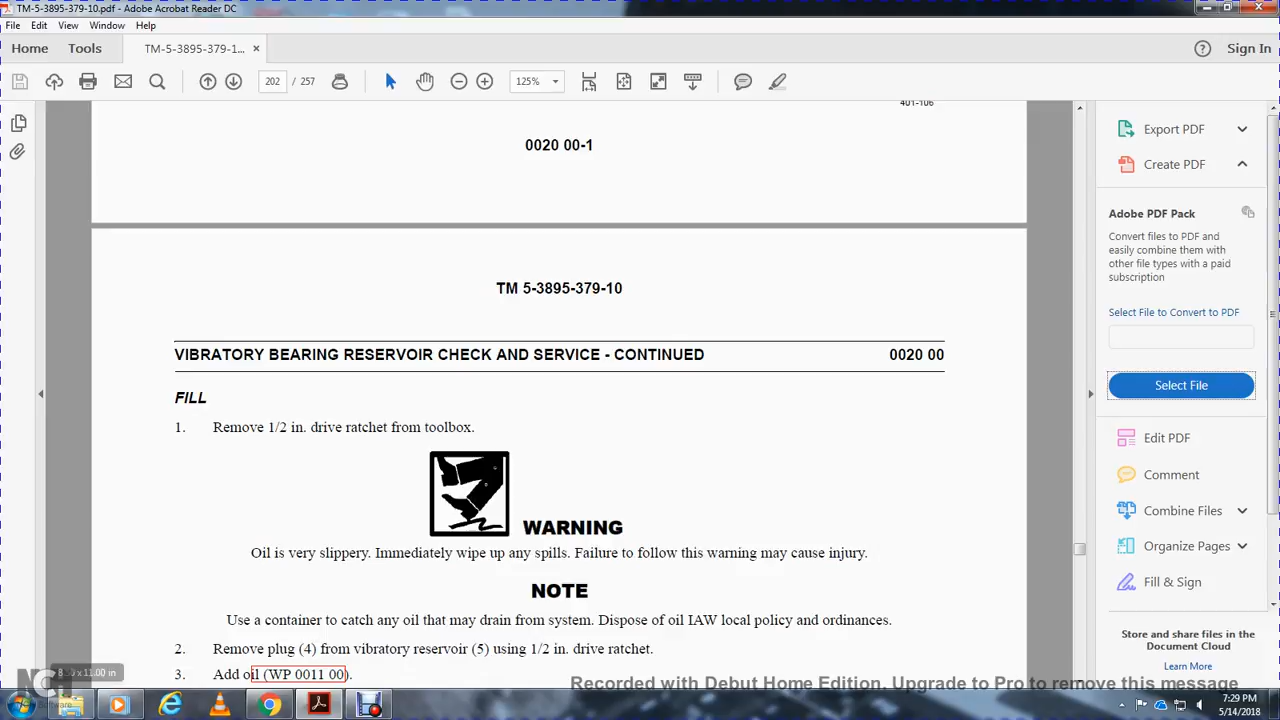 TM-5-3895-379-10.pdf - Adobe Acrobat Reader DC
File Edit View Window Help
Home Tools TM-5-3895-379-1... × Sign In
202 / 257 125%
Export PDF
401-106
0020 00-1
Create PDF
Adobe PDF Pack
Convert files to PDF and
easily combine them with
other file types with a paid
subscription
Select File to Convert to PDF
Select File
Edit PDF
Comment
Combine Files
Organize Pages
Fill & Sign
Store and share files in the
Document Cloud
Learn More
TM 5-3895-379-10
VIBRATORY BEARING RESERVOIR CHECK AND SERVICE - CONTINUED 0020 00
FILL
1. Remove 1/2 in. drive ratchet from toolbox.
WARNING
Oil is very slippery. Immediately wipe up any spills. Failure to follow this warning may cause injury.
NOTE
Use a container to catch any oil that may drain from system. Dispose of oil IAW local policy and ordinances.
2. Remove plug (4) from vibratory reservoir (5) using 1/2 in. drive ratchet.
3. Add oil (WP 0011 00).
x 11.00 in
NCH
Software
Recorded with Debut Home Edition. Upgrade to Pro to remove this message
7:29 PM
5/14/2018